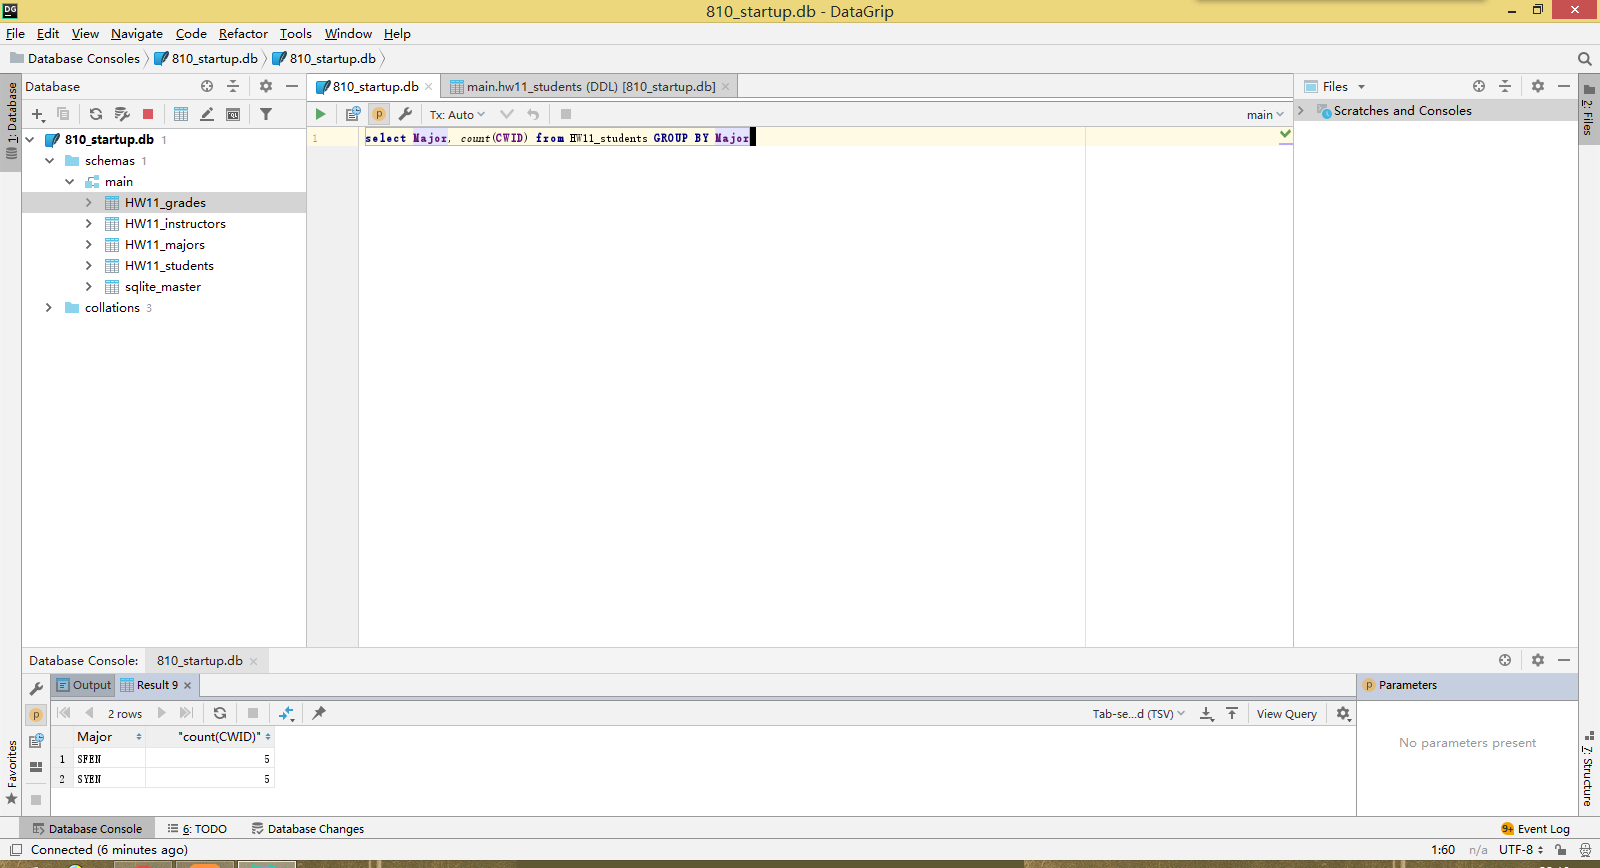 DG
810_startup.db - DataGrip
File Edit View Navigate Code Refactor Tools Window Help
Database Consoles 810_startup.db 810_startup.db
1: Database
Database
810_startup.db
main.hw11_students (DDL) [810_startup.db]
Files
2: Files
Tx: Auto
main
Scratches and Consoles
810_startup.db 1
schemas 1
main
HW11_grades
HW11_instructors
HW11_majors
HW11_students
sqlite_master
collations 3
1 select Major, count(CWID) from HW11_students GROUP BY Major
Database Console: 810_startup.db
Output Result 9
Parameters
2 rows
Tab-se...d (TSV)
View Query
Major "count(CWID)"
1 SFEN 5
2 SYEN 5
No parameters present
Favorites
7: Structure
Database Console 6: TODO Database Changes
9+ Event Log
Connected (6 minutes ago)
1:60 n/a UTF-8